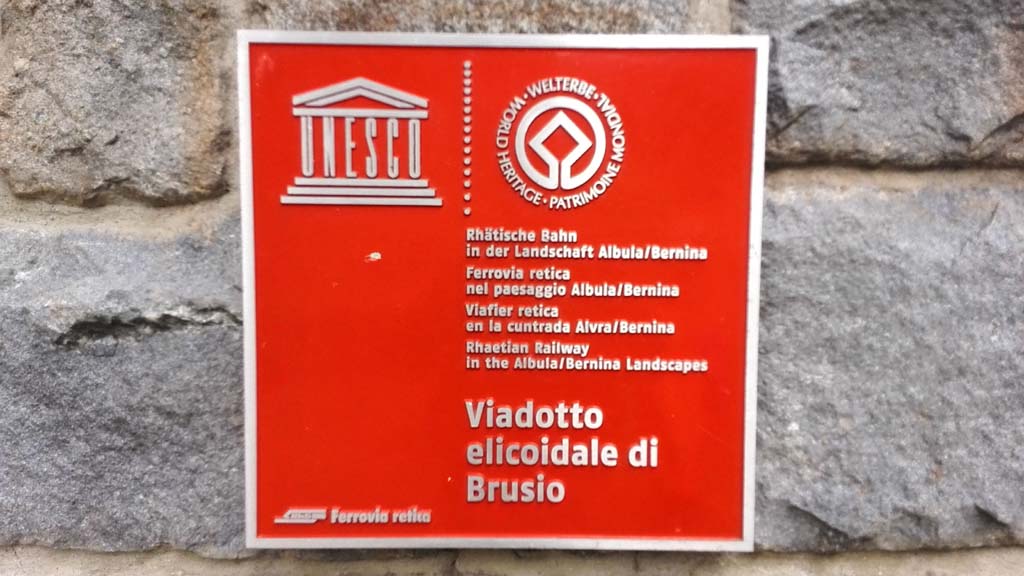 UNESCO
WORLD HERITAGE · WELTERBE · PATRIMOINE MONDIAL ·
Rhätische Bahn
in der Landschaft Albula/Bernina
Ferrovia retica
nel paesaggio Albula/Bernina
Viafier retica
en la cuntrada Alvra/Bernina
Rhaetian Railway
in the Albula/Bernina Landscapes
Viadotto
elicoidale di
Brusio
Ferrovia retica